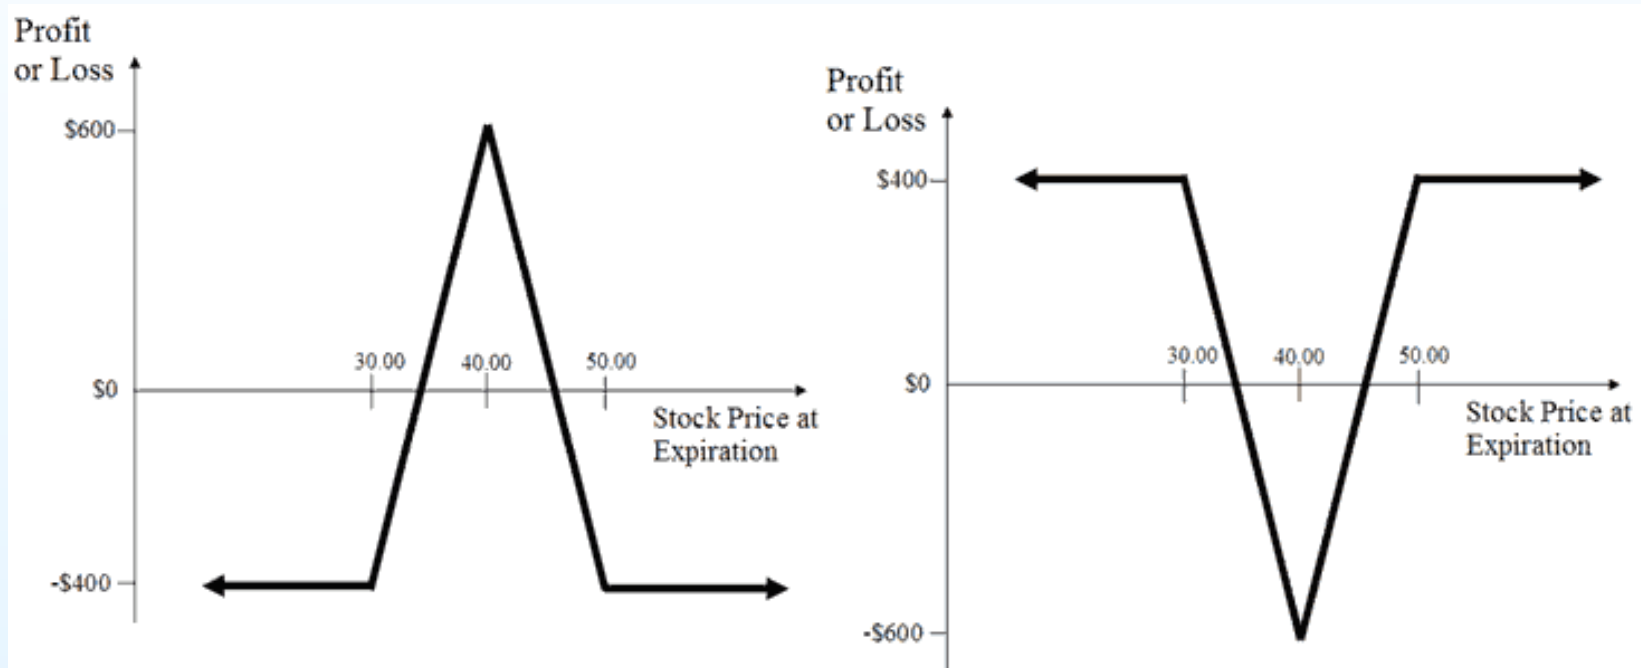 Profit
or Loss
$600
30.00
40.00
50.00
$0
Stock Price at
Expiration
-$400
Profit
or Loss
$400
30.00
40.00
50.00
$0
Stock Price at
Expiration
-$600